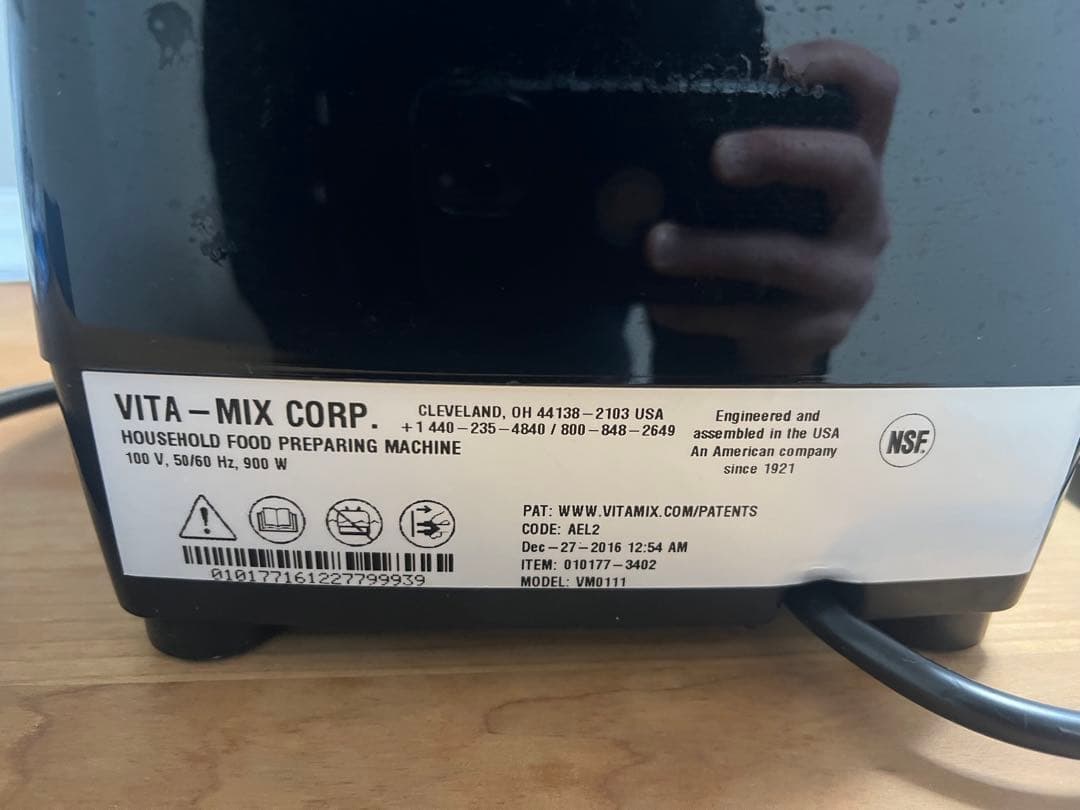 VITA-MIX CORP.
HOUSEHOLD FOOD PREPARING MACHINE
100 V, 50/60 Hz, 900 W
CLEVELAND, OH 44138-2103 USA
+1 440-235-4840 / 800-848-2649
Engineered and
assembled in the USA
An American company
since 1921
NSF.
PAT: WWW.VITAMIX.COM/PATENTS
CODE: AEL2
Dec-27-2016 12:54 AM
ITEM: 010177-3402
MODEL: VM0111
010177161227799939